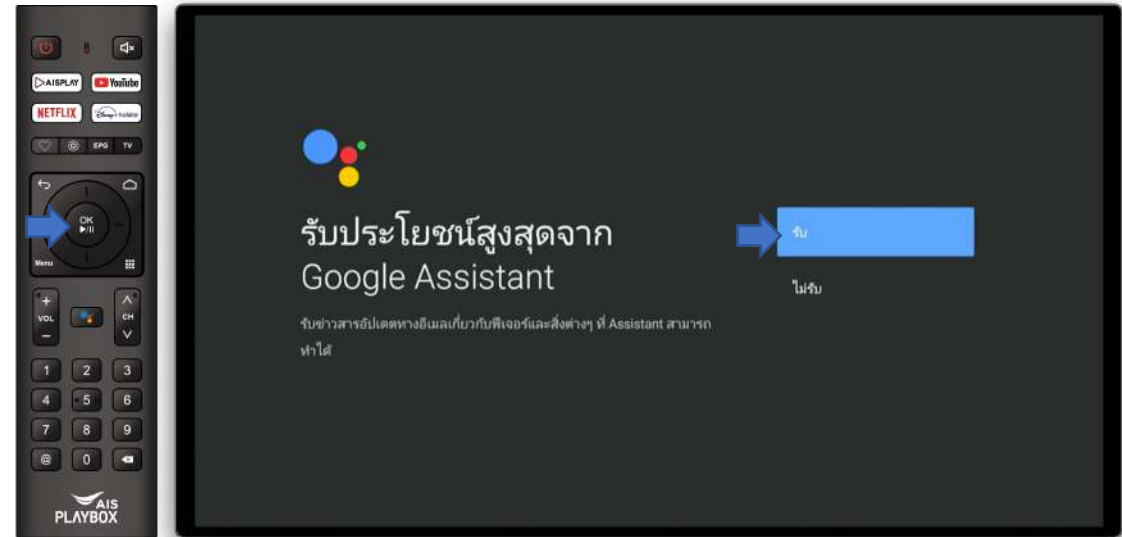 AISPLAY YouTube
NETFLIX Disney+ hotstar
EPG TV
OK
Menu
+
VOL CH
−
1 2 3
4 5 6
7 8 9
@ 0
AIS
PLAYBOX
รับประโยชน์สูงสุดจาก
Google Assistant
รับข่าวสารอัปเดตทางอีเมลเกี่ยวกับฟีเจอร์และสิ่งต่างๆ ที่ Assistant สามารถ
ทำได้
รับ
ไม่รับ